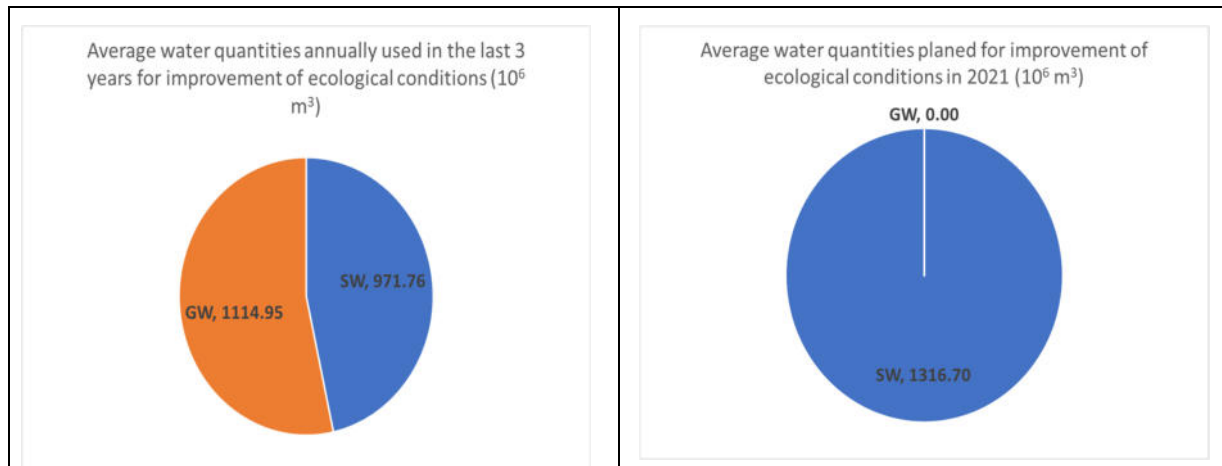 Average water quantities annually used in the last 3
years for improvement of ecological conditions (10⁶
m³)
SW, 971.76
GW, 1114.95
Average water quantities planed for improvement of
ecological conditions in 2021 (10⁶ m³)
GW, 0.00
SW, 1316.70